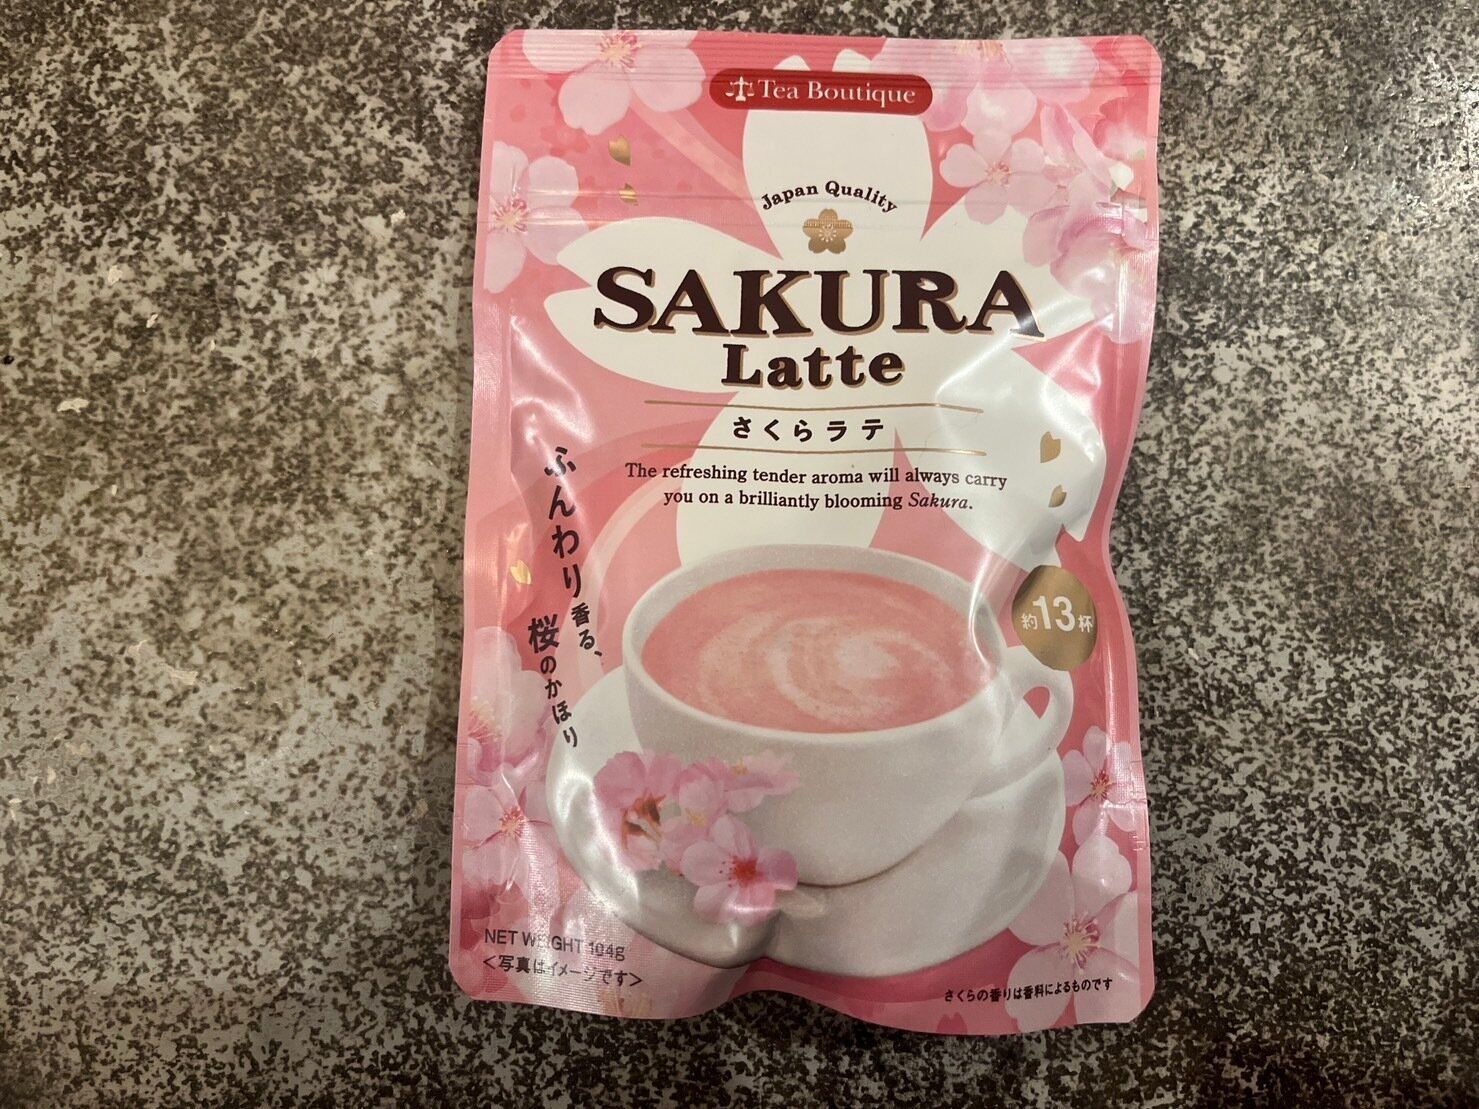 Tea Boutique
Japan Quality
SAKURA
Latte
さくらラテ
The refreshing tender aroma will always carry
you on a brilliantly blooming Sakura.
ふんわり香る、
桜のかほり
約13杯
NET WEIGHT 104g
<写真はイメージです>
さくらの香りは香料によるものです